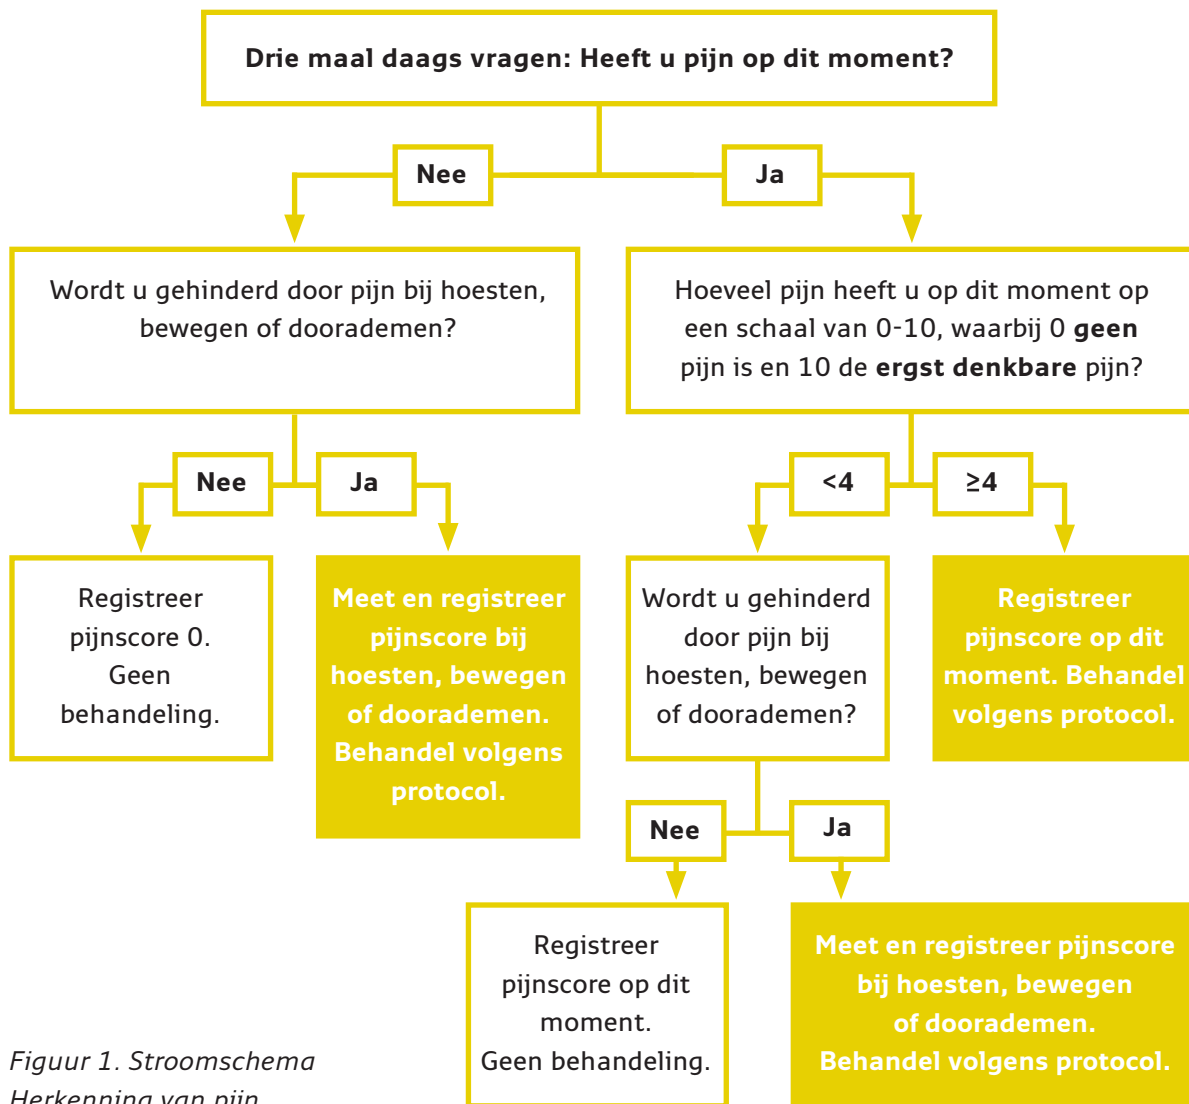 Drie maal daags vragen: Heeft u pijn op dit moment?
Nee
Ja
Wordt u gehinderd door pijn bij hoesten,
bewegen of doorademen?
Hoeveel pijn heeft u op dit moment op
een schaal van 0-10, waarbij 0 geen
pijn is en 10 de ergst denkbare pijn?
Nee
Ja
<4
≥4
Registreer
pijnscore 0.
Geen
behandeling.
Meet en registreer
pijnscore bij
hoesten, bewegen
of doorademen.
Behandel volgens
protocol.
Wordt u gehinderd
door pijn bij
hoesten, bewegen
of doorademen?
Registreer
pijnscore op dit
moment. Behandel
volgens protocol.
Nee
Ja
Registreer
pijnscore op dit
moment.
Geen behandeling.
Meet en registreer pijnscore
bij hoesten, bewegen
of doorademen.
Behandel volgens protocol.
Figuur 1. Stroomschema
Herkenning van pijn